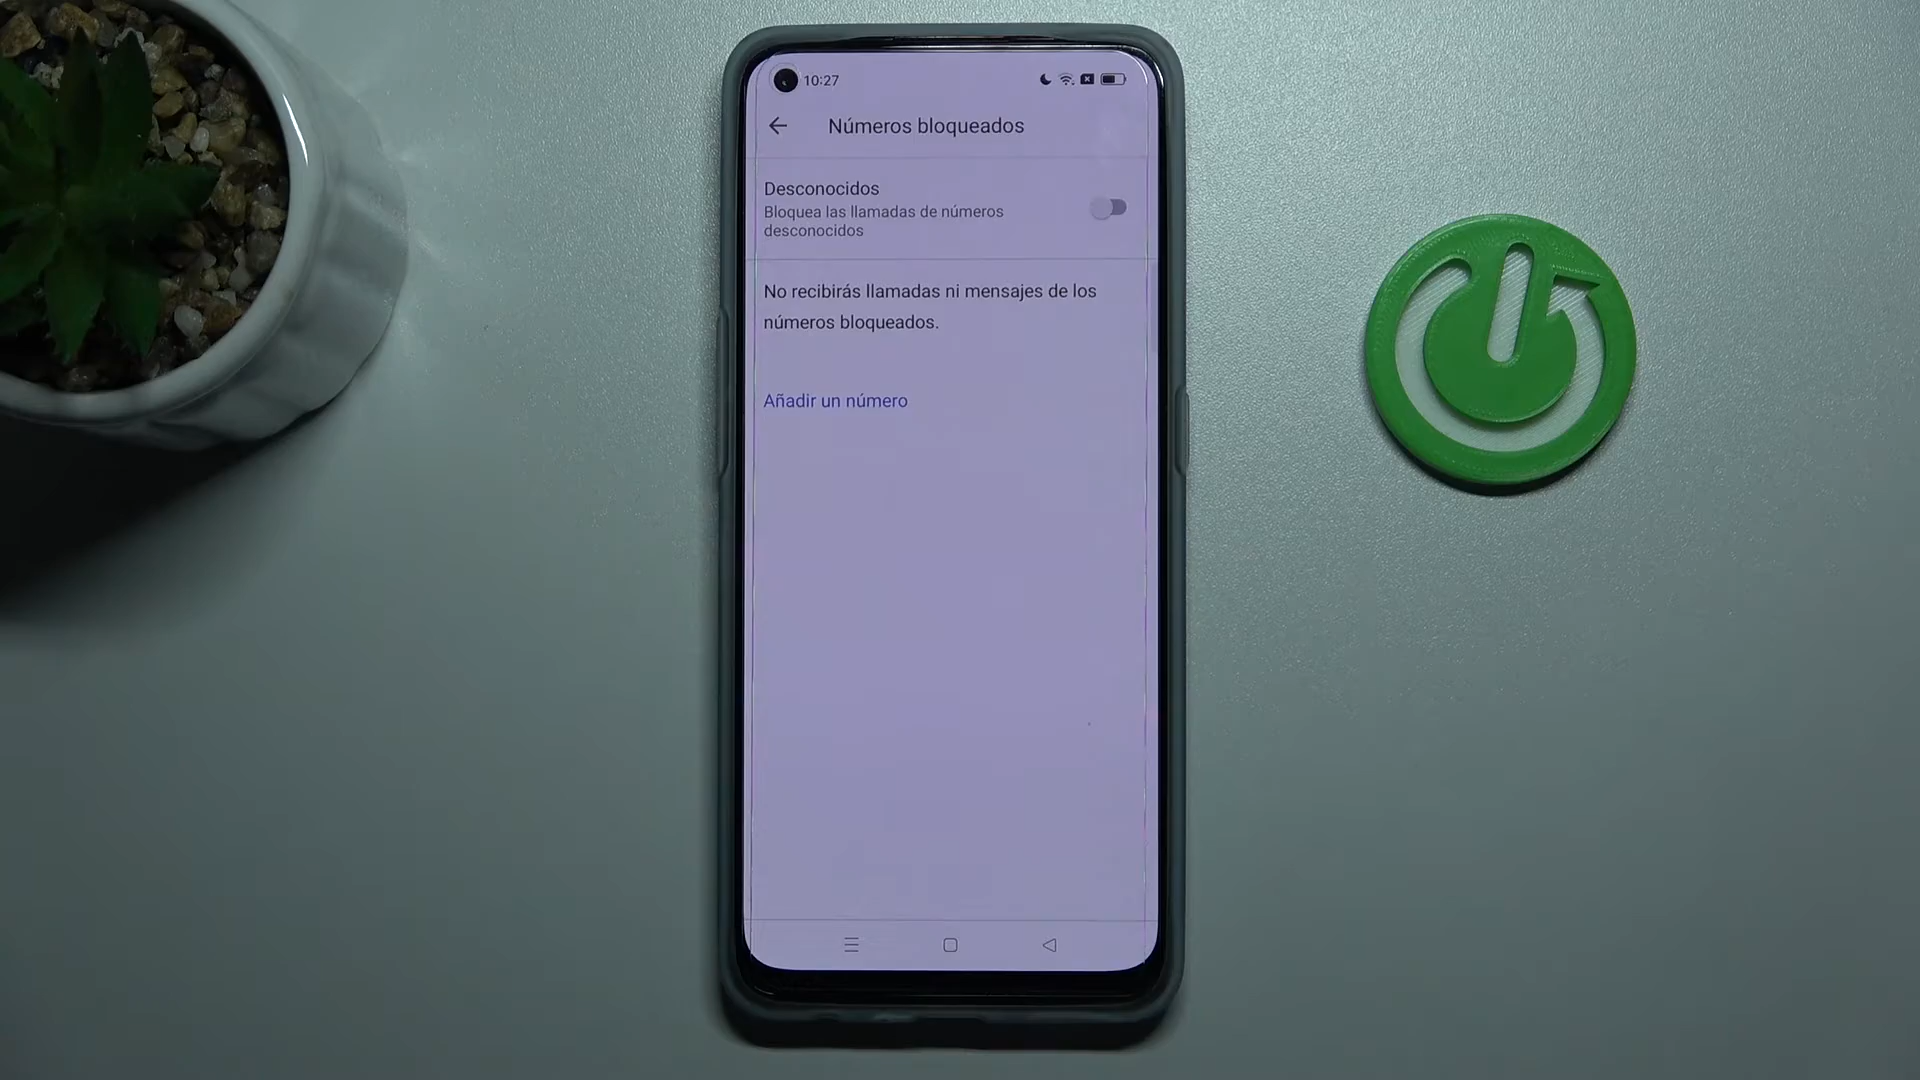 10:27
Números bloqueados
Desconocidos
Bloquea las llamadas de números
desconocidos
No recibirás llamadas ni mensajes de los
números bloqueados.
Añadir un número